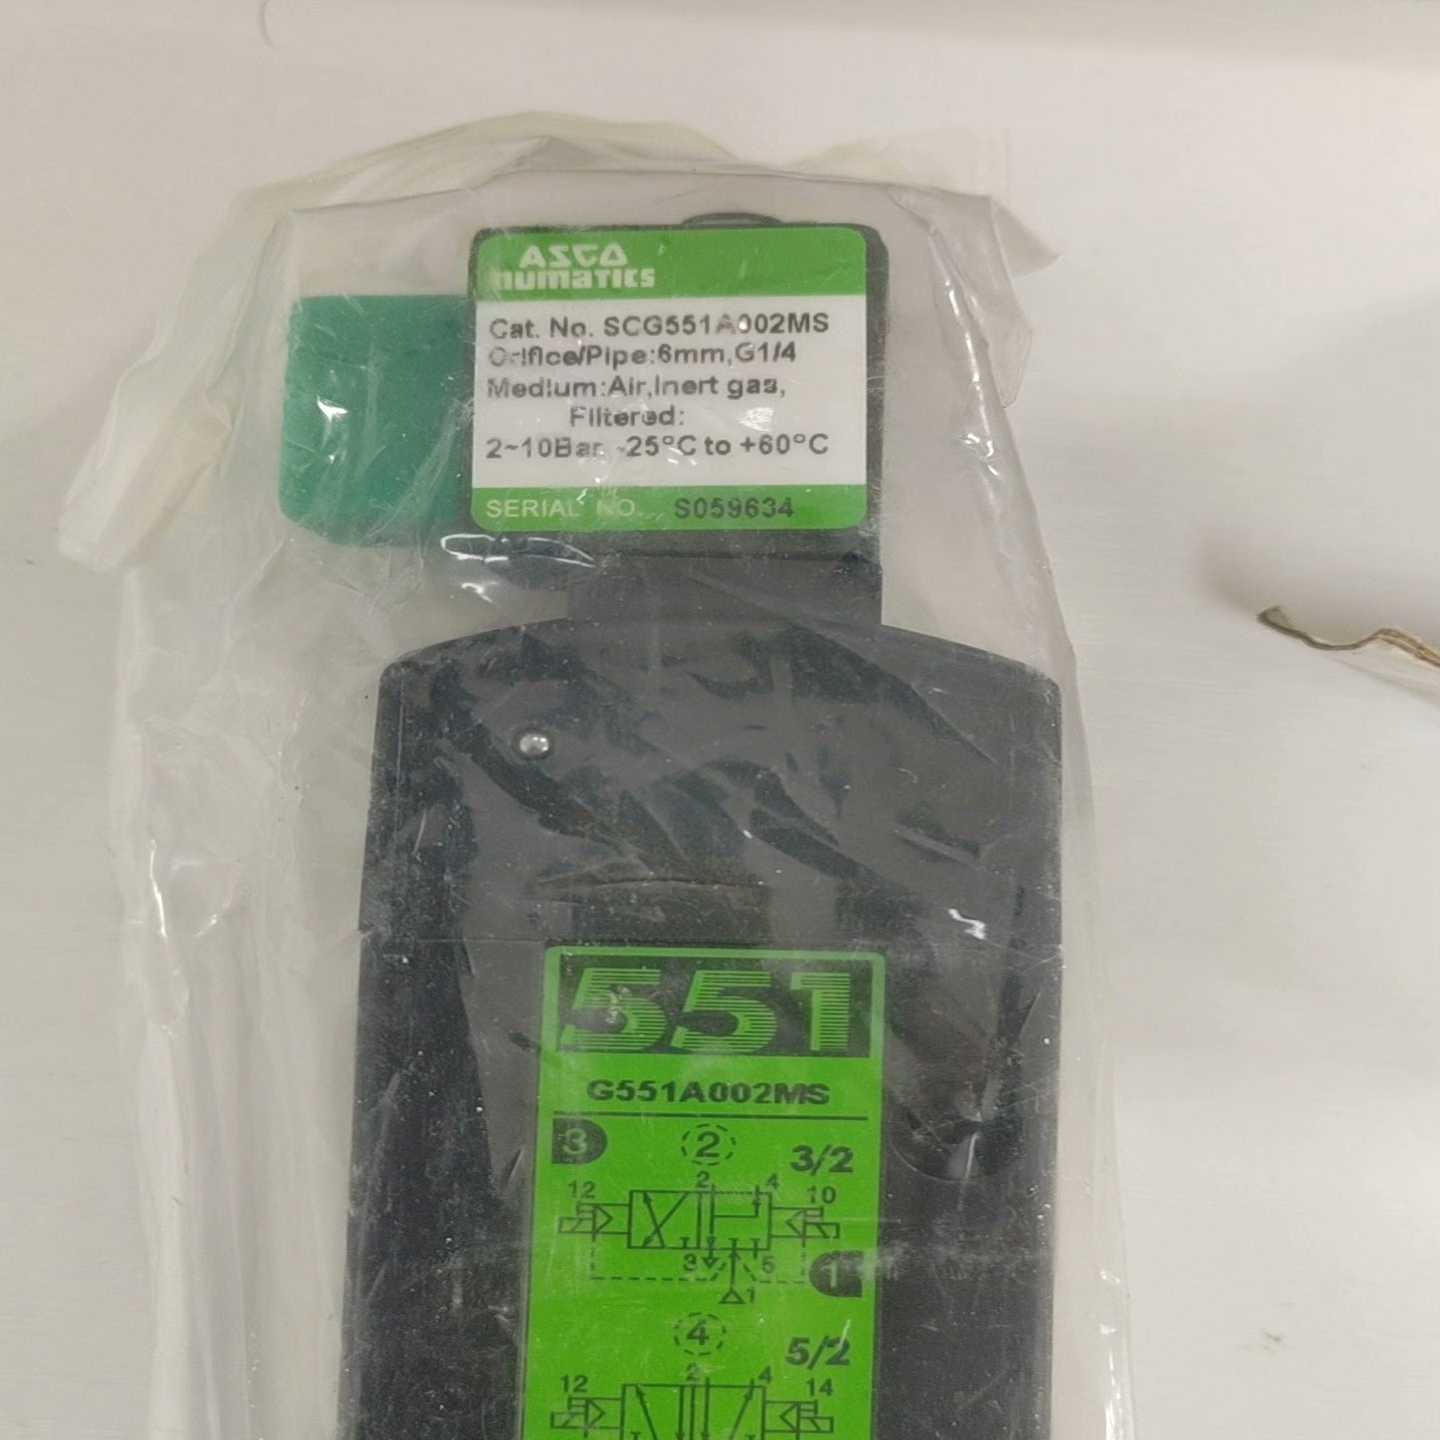 ASCO
numatics
Cat. No. SCG551A002MS
Orifice/Pipe:6mm,G1/4
Medium:Air,Inert gas,
Filtered:
2~10Bar, -25°C to +60°C
SERIAL NO. S059634
551
G551A002MS
3 2 3/2
12 2 4 10
3 5 1
1
4 5/2
12 2 4 14